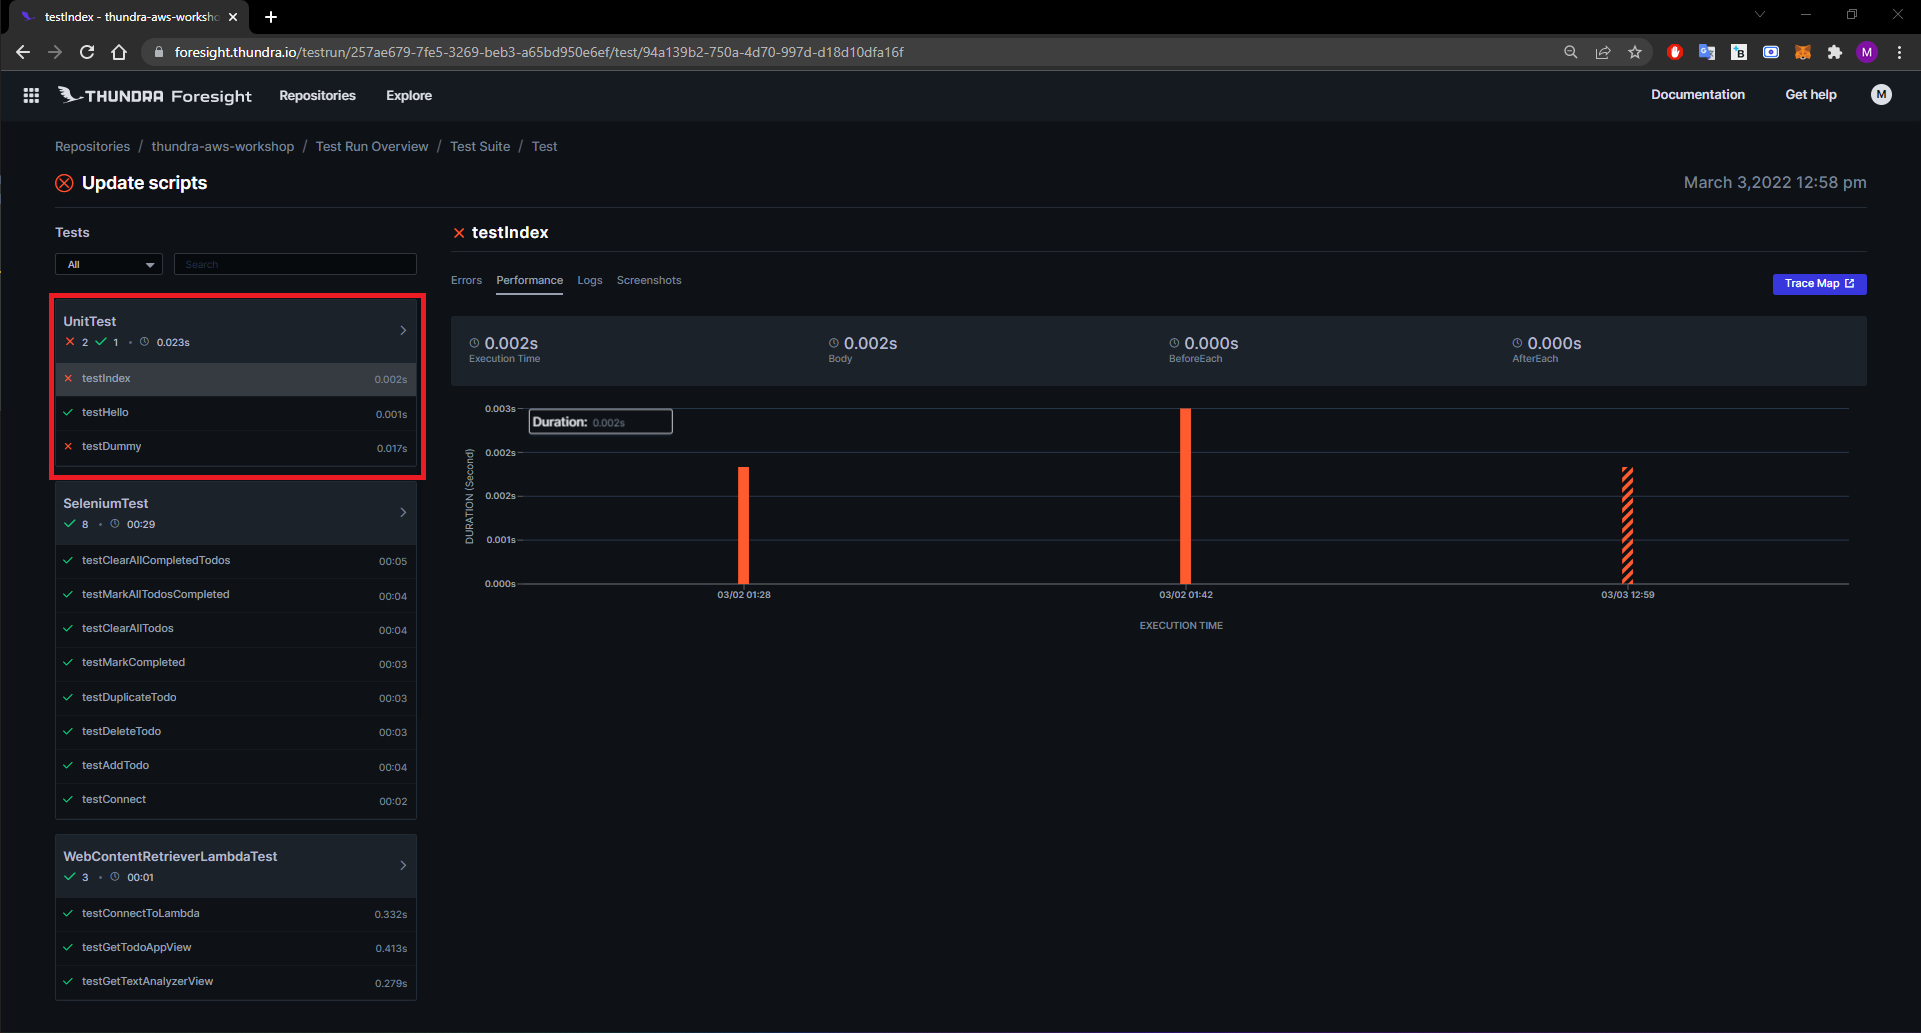 testIndex - thundra-aws-worksho
foresight.thundra.io/testrun/257ae679-7fe5-3269-beb3-a65bd950e6ef/test/94a139b2-750a-4d70-997d-d18d10dfa16f
B
M
THUNDRA Foresight
Repositories
Explore
Documentation
Get help
M
Repositories / thundra-aws-workshop / Test Run Overview / Test Suite / Test
Update scripts
March 3,2022 12:58 pm
Tests
All
Search
UnitTest
2 1 • 0.023s
testIndex 0.002s
testHello 0.001s
testDummy 0.017s
SeleniumTest
8 • 00:29
testClearAllCompletedTodos 00:05
testMarkAllTodosCompleted 00:04
testClearAllTodos 00:04
testMarkCompleted 00:03
testDuplicateTodo 00:03
testDeleteTodo 00:03
testAddTodo 00:04
testConnect 00:02
WebContentRetrieverLambdaTest
3 • 00:01
testConnectToLambda 0.332s
testGetTodoAppView 0.413s
testGetTextAnalyzerView 0.279s
testIndex
Errors Performance Logs Screenshots
Trace Map
0.002s
Execution Time
0.002s
Body
0.000s
BeforeEach
0.000s
AfterEach
DURATION (Second)
0.003s
0.002s
0.002s
0.001s
0.000s
Duration: 0.002s
03/02 01:28
03/02 01:42
03/03 12:59
EXECUTION TIME